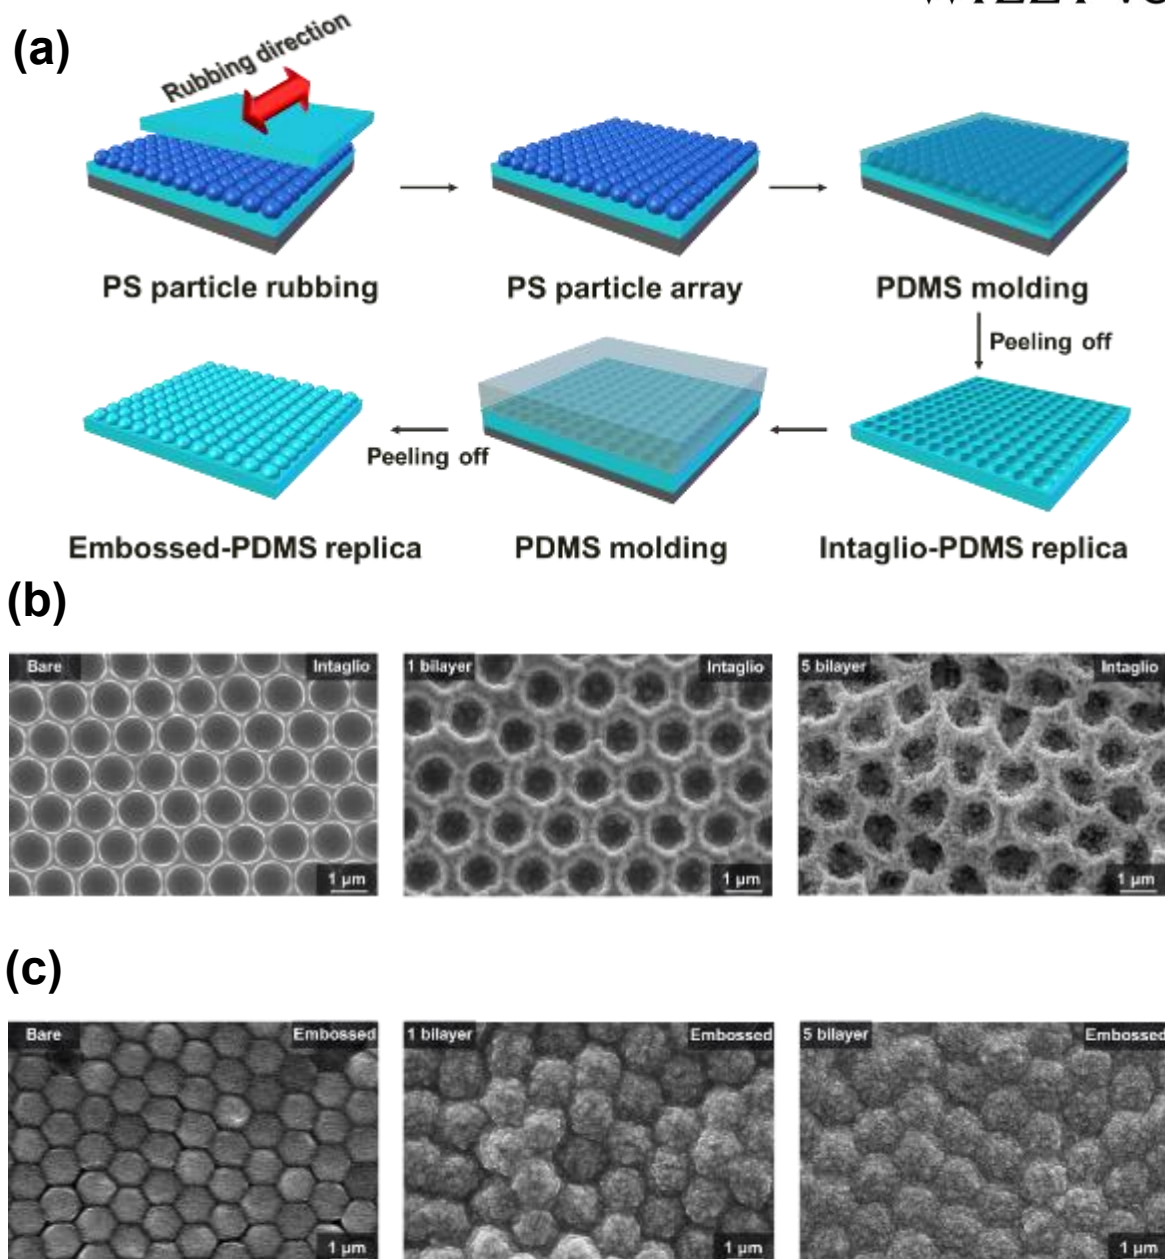 (a)
Rubbing direction
PS particle rubbing
PS particle array
PDMS molding
Peeling off
Peeling off
Embossed-PDMS replica
PDMS molding
Intaglio-PDMS replica
(b)
Bare
Intaglio
1 μm
1 bilayer
Intaglio
1 μm
5 bilayer
Intaglio
1 μm
(c)
Bare
Embossed
1 μm
1 bilayer
Embossed
1 μm
5 bilayer
Embossed
1 μm